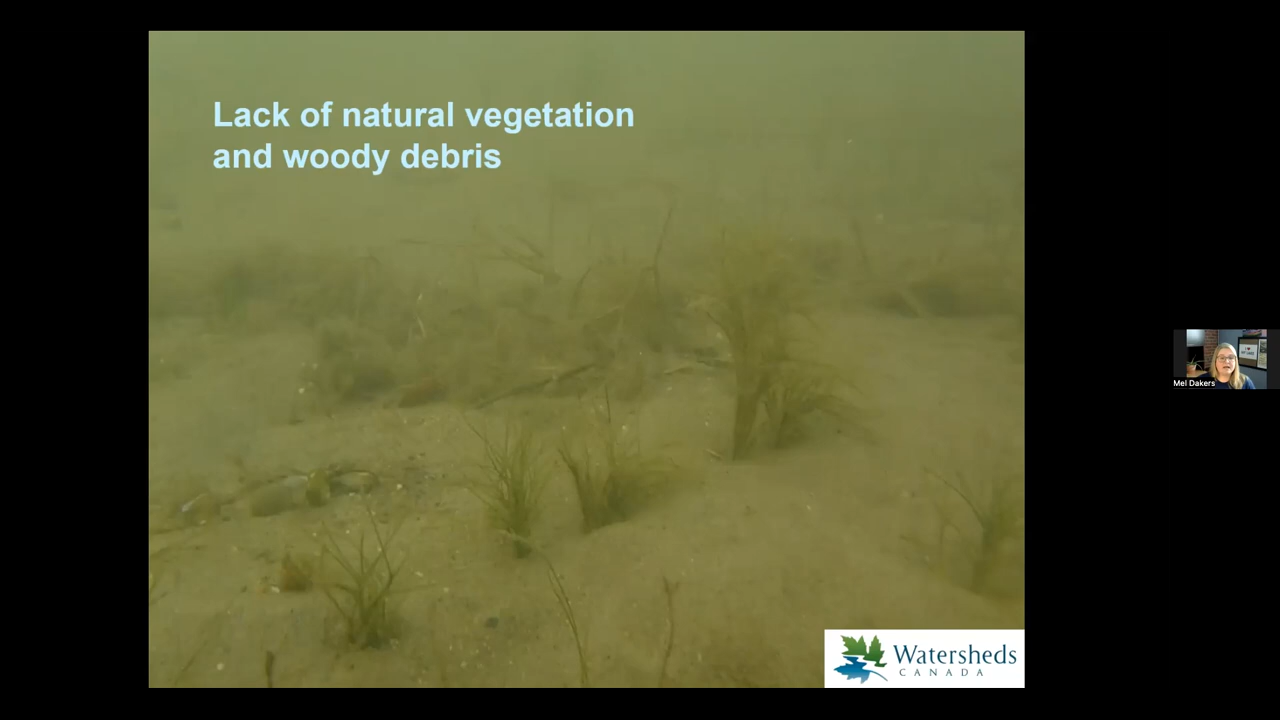 Lack of natural vegetation
and woody debris
Mel Dakers
Watersheds
CANADA